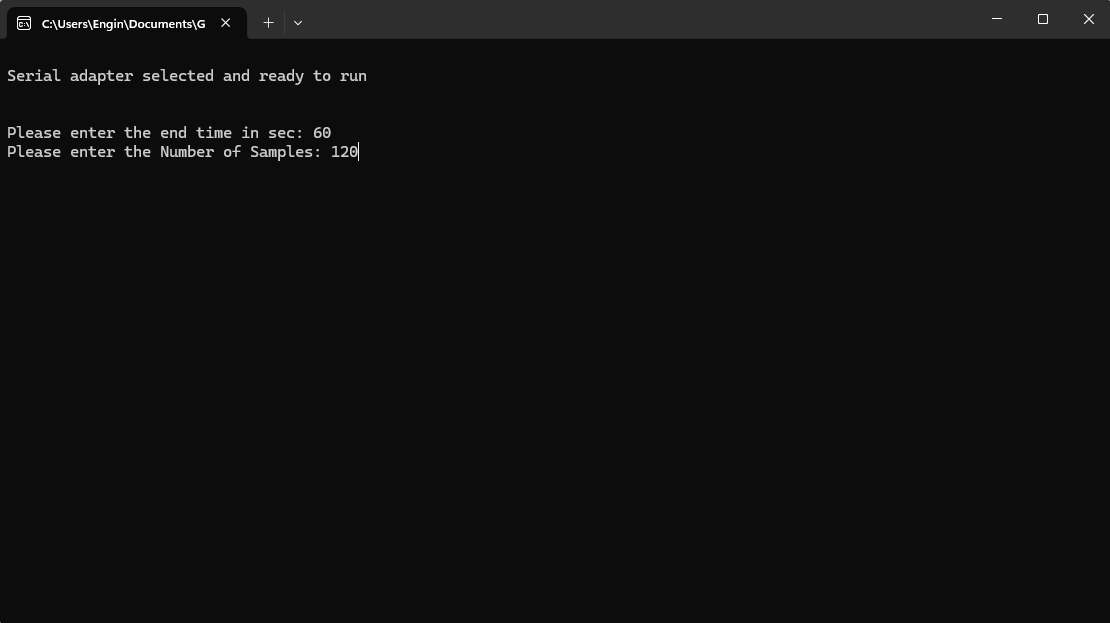 C:\Users\Engin\Documents\G
Serial adapter selected and ready to run
Please enter the end time in sec: 60
Please enter the Number of Samples: 120